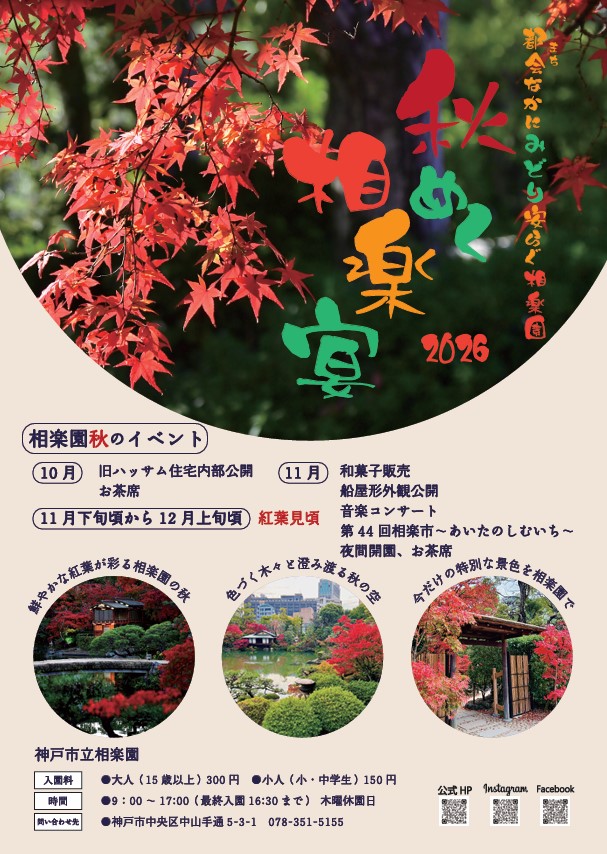 都会なかにみどり安らぐ相楽園
まち
秋めく
相楽宴
2026
相楽園秋のイベント
10月
旧ハッサム住宅内部公開
お茶席
11月
和菓子販売
船屋形外観公開
音楽コンサート
第44回相楽市～あいたのしむいち～
夜間開園、お茶席
11月下旬頃から12月上旬頃 紅葉見頃
鮮やかな紅葉が彩る相楽園の秋
色づく木々と澄み渡る秋の空
今だけの特別な景色を相楽園で
神戸市立相楽園
入園料 ●大人（15歳以上）300円 ●小人（小・中学生）150円
時間 ●9：00～17:00（最終入園16:30まで） 木曜休園日
問い合わせ先 ●神戸市中央区中山手通5-3-1 078-351-5155
公式HP Instagram Facebook